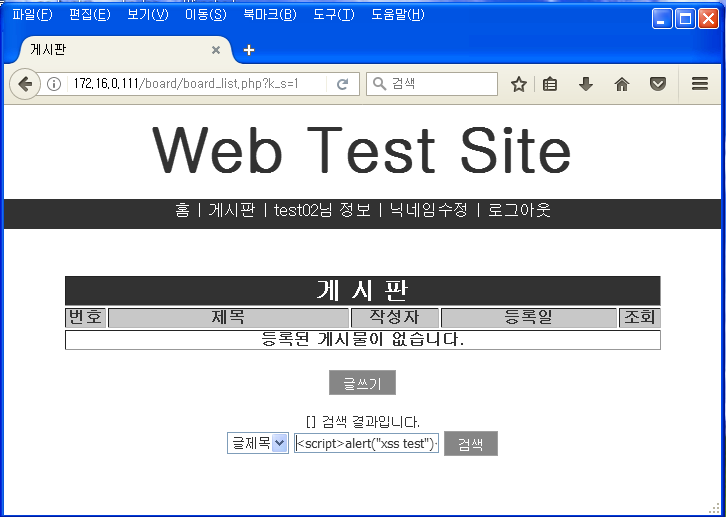 파일(F) 편집(E) 보기(V) 이동(S) 북마크(B) 도구(T) 도움말(H)
게시판
172.16.0.111/board/board_list.php?k_s=1 검색
Web Test Site
홈 | 게시판 | test02님 정보 | 닉네임수정 | 로그아웃
게 시 판
번호 제목 작성자 등록일 조회
등록된 게시물이 없습니다.
글쓰기
[] 검색 결과입니다.
글제목 <script>alert("xss test") 검색